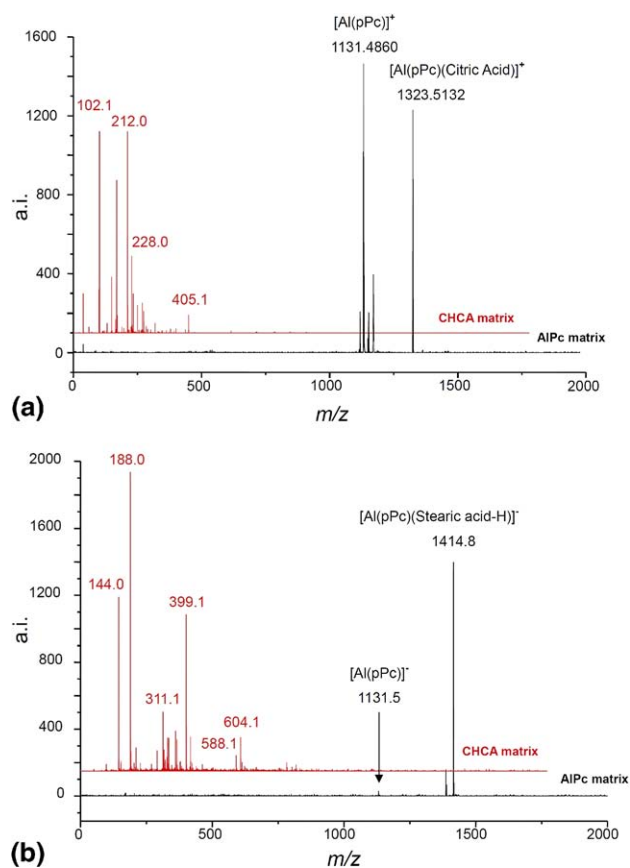 [Al(pPc)]+
1131.4860
[Al(pPc)(Citric Acid)]+
1323.5132
1600
1200
800
400
0
a.i.
102.1
212.0
228.0
405.1
CHCA matrix
AlPc matrix
0
500
1000
1500
2000
m/z
(a)
2000
1600
1200
800
400
0
a.i.
188.0
144.0
399.1
311.1
588.1
604.1
[Al(pPc)(Stearic acid-H)]-
1414.8
[Al(pPc)]-
1131.5
CHCA matrix
AlPc matrix
0
500
1000
1500
2000
m/z
(b)